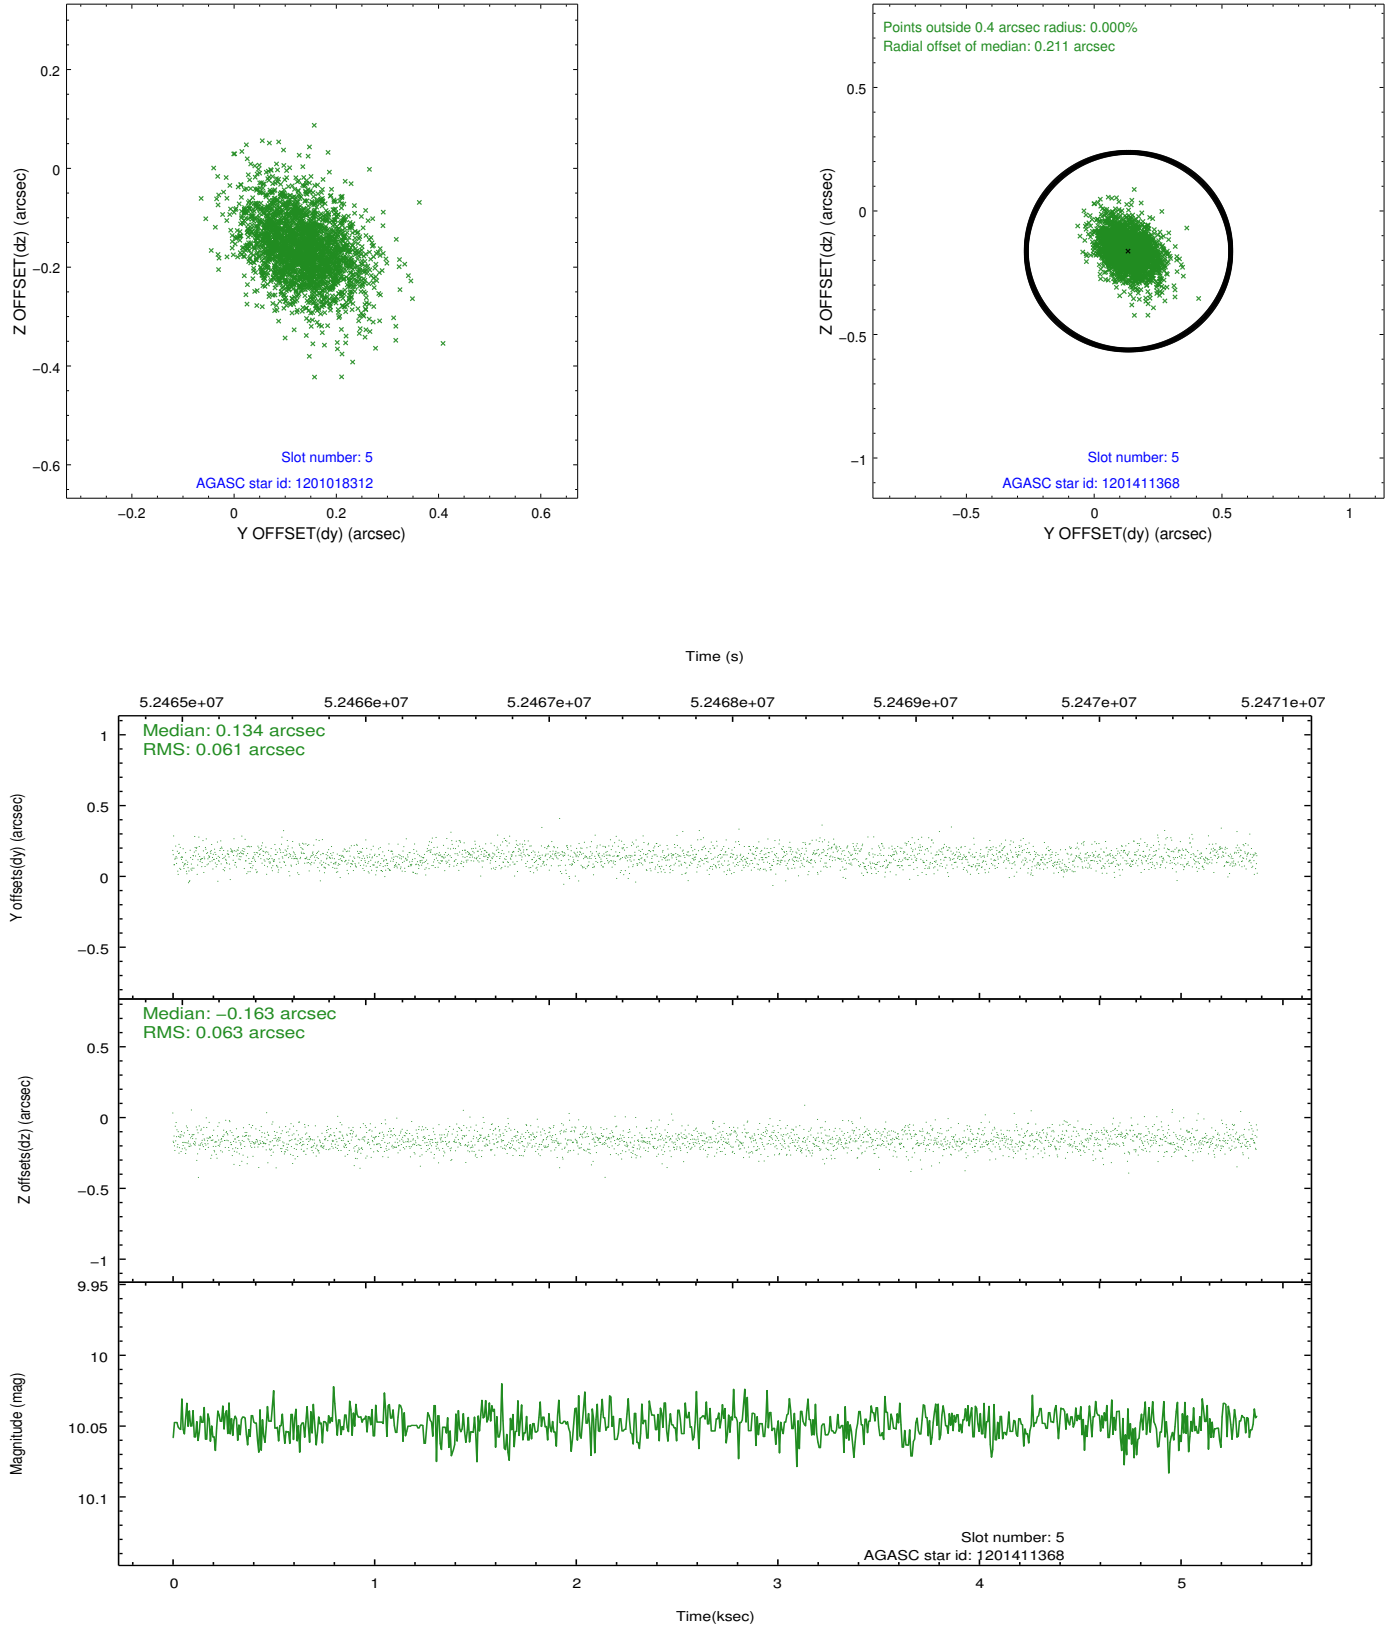 0.2
0
−0.2
−0.4
−0.6
Z OFFSET(dz) (arcsec)
Slot number: 5
AGASC star id: 1201018312
−0.2
0
0.2
0.4
0.6
Y OFFSET(dy) (arcsec)
Points outside 0.4 arcsec radius: 0.000%
Radial offset of median: 0.211 arcsec
0.5
0
−0.5
−1
Z OFFSET(dz) (arcsec)
Slot number: 5
AGASC star id: 1201411368
−0.5
0
0.5
1
Y OFFSET(dy) (arcsec)
Time (s)
5.2465e+07
5.2466e+07
5.2467e+07
5.2468e+07
5.2469e+07
5.247e+07
5.2471e+07
Median: 0.134 arcsec
RMS: 0.061 arcsec
1
0.5
0
−0.5
Y offsets(dy) (arcsec)
Median: −0.163 arcsec
RMS: 0.063 arcsec
0.5
0
−0.5
−1
Z offsets(dz) (arcsec)
9.95
10
10.05
10.1
Magnitude (mag)
Slot number: 5
AGASC star id: 1201411368
0
1
2
3
4
5
Time(ksec)